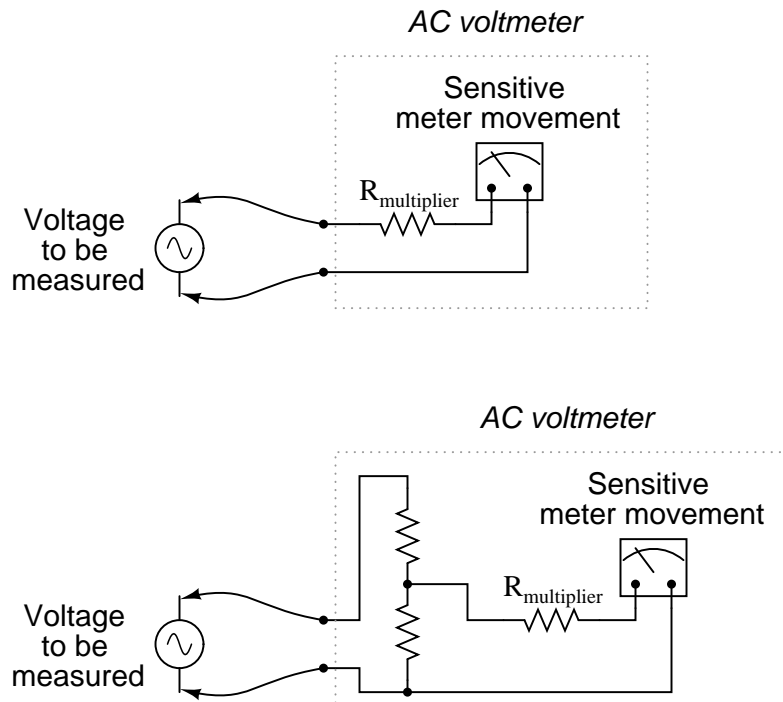 AC voltmeter
Sensitive
meter movement
Rmultiplier
Voltage
to be
measured
AC voltmeter
Sensitive
meter movement
Rmultiplier
Voltage
to be
measured